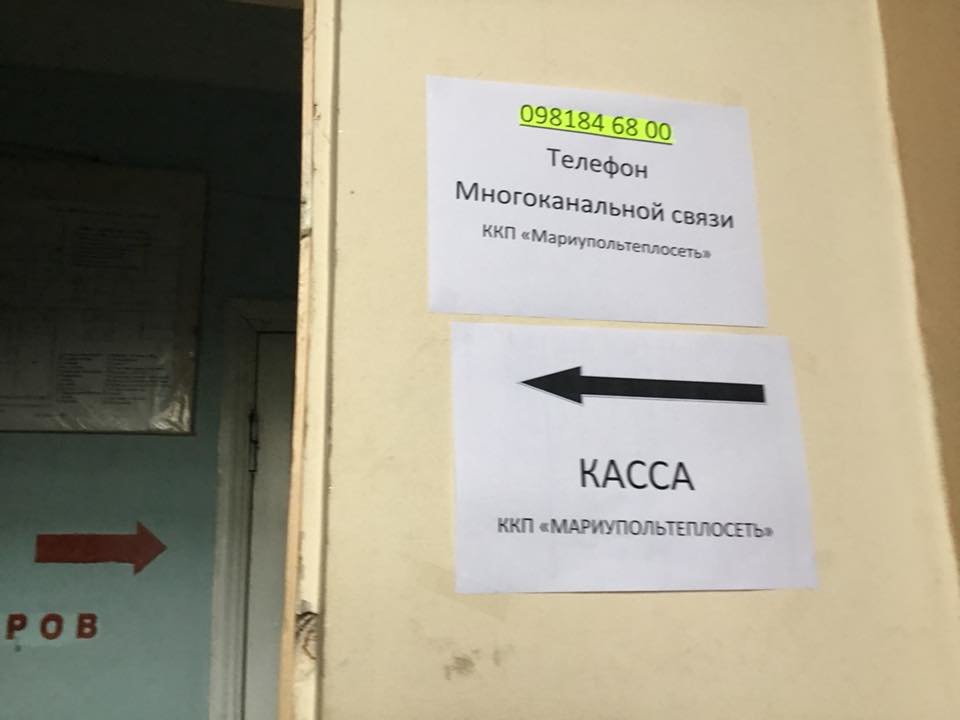 098184 68 00
Телефон
Многоканальной связи
ККП «Мариупольтеплосеть»
КАССА
ККП «МАРИУПОЛЬТЕПЛОСЕТЬ»
РОВ